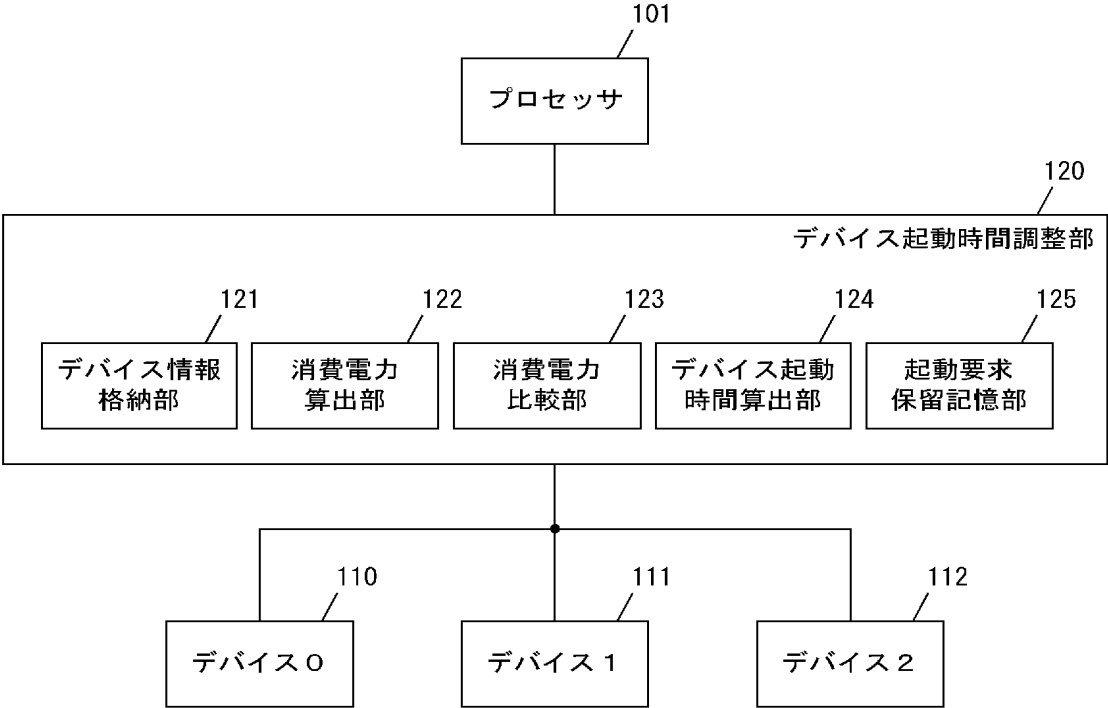 101
プロセッサ
120
デバイス起動時間調整部
121
122
123
124
125
デバイス情報
格納部
消費電力
算出部
消費電力
比較部
デバイス起動
時間算出部
起動要求
保留記憶部
110
111
112
デバイス0
デバイス1
デバイス2